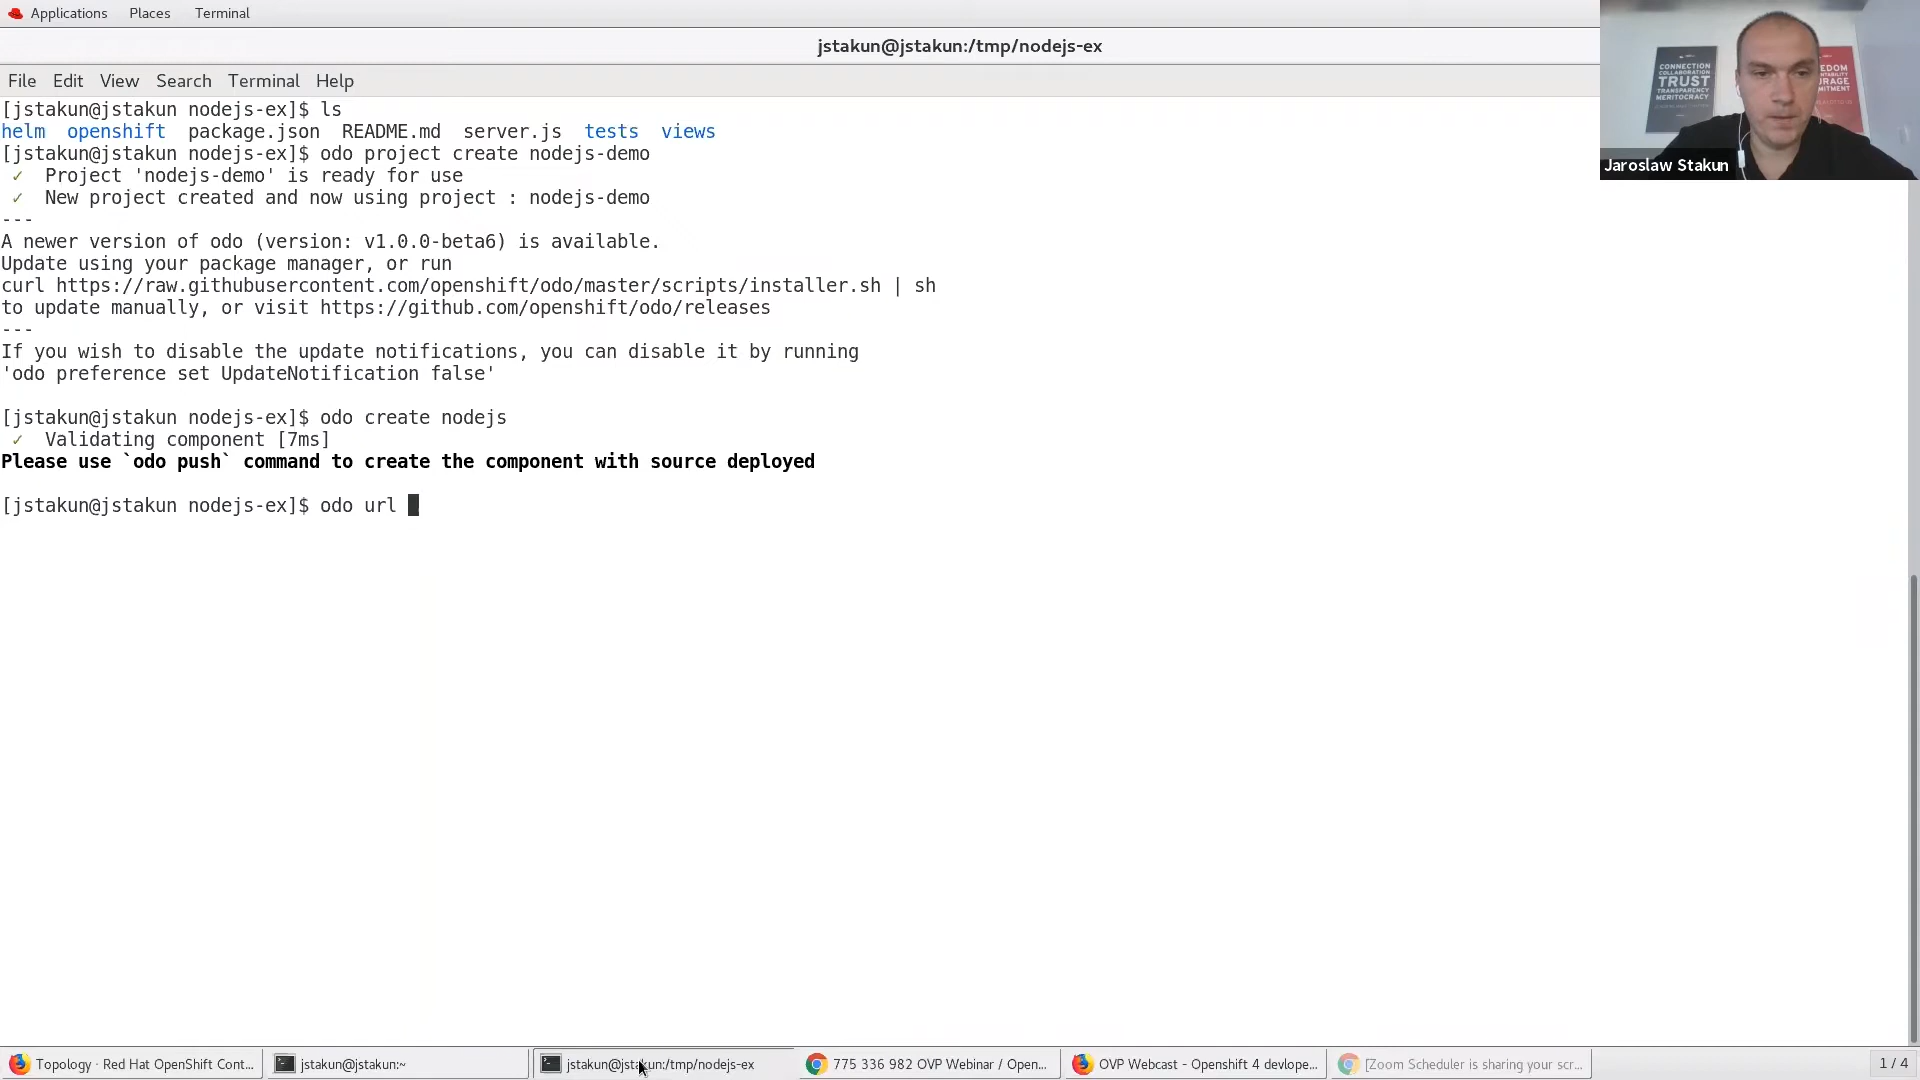 Applications Places Terminal
jstakun@jstakun:/tmp/nodejs-ex
File Edit View Search Terminal Help
[jstakun@jstakun nodejs-ex]$ ls
helm openshift package.json README.md server.js tests views
[jstakun@jstakun nodejs-ex]$ odo project create nodejs-demo
✓ Project 'nodejs-demo' is ready for use
✓ New project created and now using project : nodejs-demo
---
A newer version of odo (version: v1.0.0-beta6) is available.
Update using your package manager, or run
curl https://raw.githubusercontent.com/openshift/odo/master/scripts/installer.sh | sh
to update manually, or visit https://github.com/openshift/odo/releases
---
If you wish to disable the update notifications, you can disable it by running
'odo preference set UpdateNotification false'
[jstakun@jstakun nodejs-ex]$ odo create nodejs
✓ Validating component [7ms]
Please use `odo push` command to create the component with source deployed
[jstakun@jstakun nodejs-ex]$ odo url
CONNECTION
COLLABORATION
TRUST
TRANSPARENCY
MERITOCRACY
Jaroslaw Stakun
Topology · Red Hat OpenShift Cont...
jstakun@jstakun:~
jstakun@jstakun:/tmp/nodejs-ex
775 336 982 OVP Webinar / Open...
OVP Webcast - Openshift 4 devlope...
[Zoom Scheduler is sharing your scr...
1 / 4